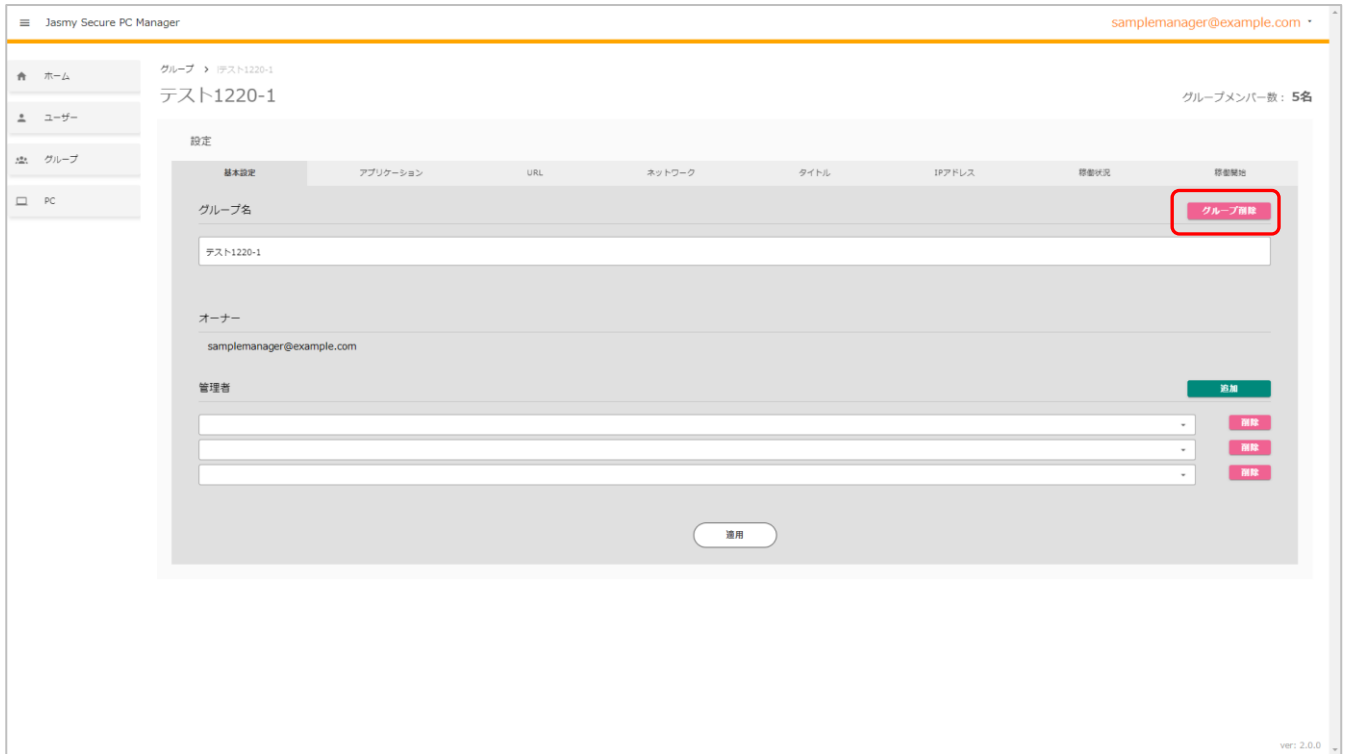 Jasmy Secure PC Manager
samplemanager@example.com
ホーム
ユーザー
グループ
PC
グループ > テスト1220-1
テスト1220-1
グループメンバー数： 5名
設定
基本設定 アプリケーション URL ネットワーク タイトル IPアドレス 稼働状況 稼働開始
グループ名
グループ削除
テスト1220-1
オーナー
samplemanager@example.com
管理者
追加
削除
削除
削除
適用
ver: 2.0.0